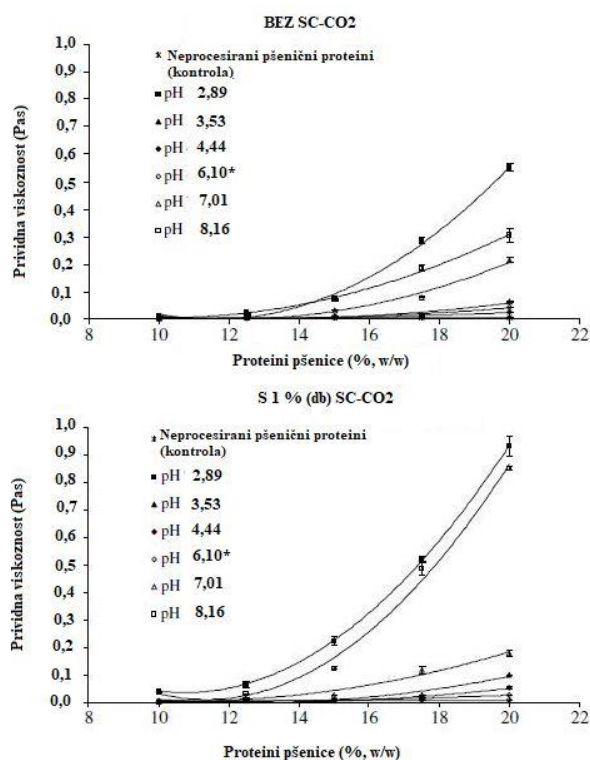 BEZ SC-CO2
1,0
0,9
0,8
0,7
0,6
0,5
0,4
0,3
0,2
0,1
0,0
Prividna viskoznost (Pas)
Neprocesirani pšenični proteini
(kontrola)
pH 2,89
pH 3,53
pH 4,44
pH 6,10*
pH 7,01
pH 8,16
8 10 12 14 16 18 20 22
Proteini pšenice (%, w/w)
S 1 % (db) SC-CO2
1,0
0,9
0,8
0,7
0,6
0,5
0,4
0,3
0,2
0,1
0,0
Prividna viskoznost (Pas)
Neprocesirani pšenični proteini
(kontrola)
pH 2,89
pH 3,53
pH 4,44
pH 6,10*
pH 7,01
pH 8,16
8 10 12 14 16 18 20 22
Proteini pšenice (%, w/w)